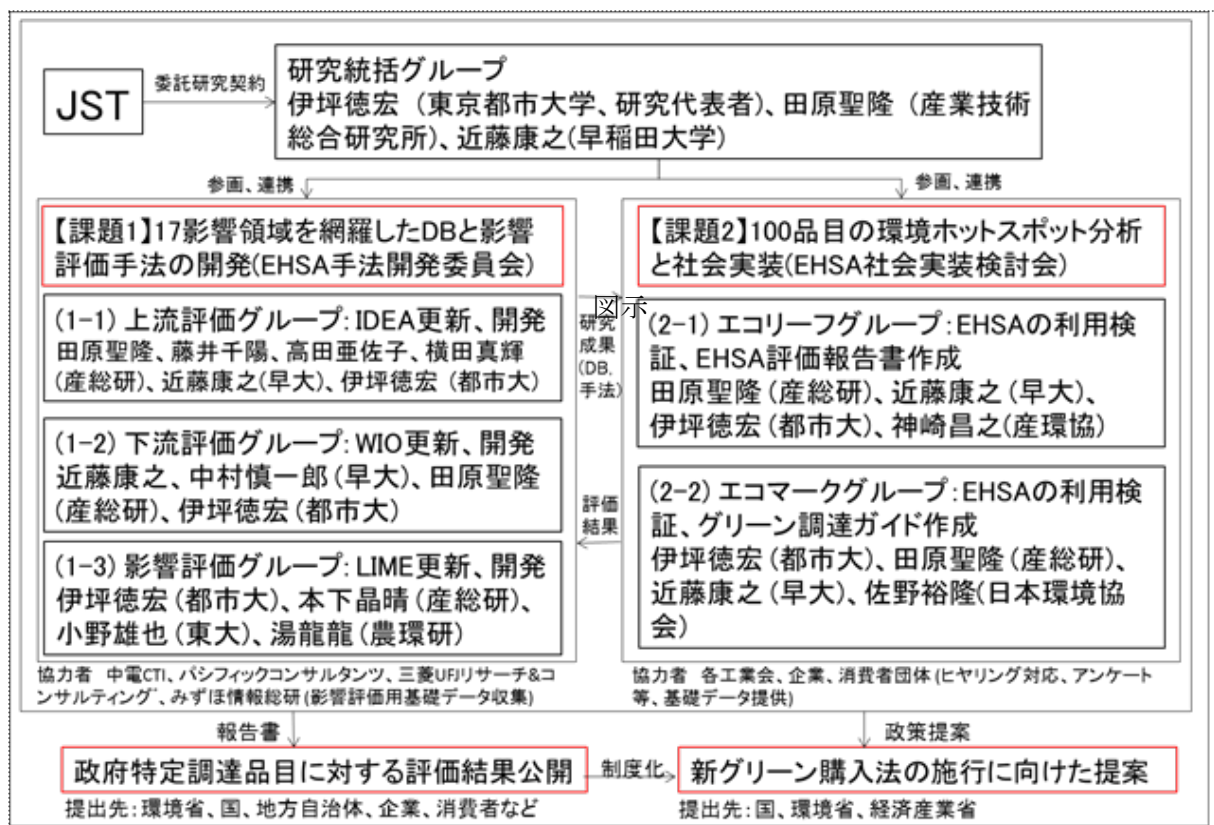 JST
委託研究契約
研究統括グループ
伊坪徳宏（東京都市大学、研究代表者）、田原聖隆（産業技術
総合研究所）、近藤康之(早稲田大学)
参画、連携
参画、連携
【課題1】17影響領域を網羅したDBと影響
評価手法の開発(EHSA手法開発委員会)
(1-1) 上流評価グループ：IDEA更新、開発
田原聖隆、藤井千陽、高田亜佐子、横田真輝
(産総研)、近藤康之(早大)、伊坪徳宏（都市大）
(1-2) 下流評価グループ：WIO更新、開発
近藤康之、中村慎一郎（早大）、田原聖隆
(産総研)、伊坪徳宏（都市大）
(1-3) 影響評価グループ：LIME更新、開発
伊坪徳宏（都市大）、本下晶晴（産総研）、
小野雄也（東大）、湯龍龍（農環研）
協力者　中電CTI、パシフィックコンサルタンツ、三菱UFJリサーチ&コ
ンサルティング、みずほ情報総研(影響評価用基礎データ収集)
図示
研究
成果
(DB,
手法)
評価
結果
【課題2】100品目の環境ホットスポット分析
と社会実装(EHSA社会実装検討会)
(2-1) エコリーフグループ：EHSAの利用検
証、EHSA評価報告書作成
田原聖隆（産総研）、近藤康之（早大）、
伊坪徳宏（都市大）、神崎昌之(産環協)
(2-2) エコマークグループ：EHSAの利用検
証、グリーン調達ガイド作成
伊坪徳宏（都市大）、田原聖隆（産総研）、
近藤康之（早大）、佐野裕隆(日本環境協
会)
協力者　各工業会、企業、消費者団体(ヒヤリング対応、アンケート
等、基礎データ提供)
報告書
政策提案
政府特定調達品目に対する評価結果公開
制度化
新グリーン購入法の施行に向けた提案
提出先：環境省、国、地方自治体、企業、消費者など
提出先：国、環境省、経済産業省